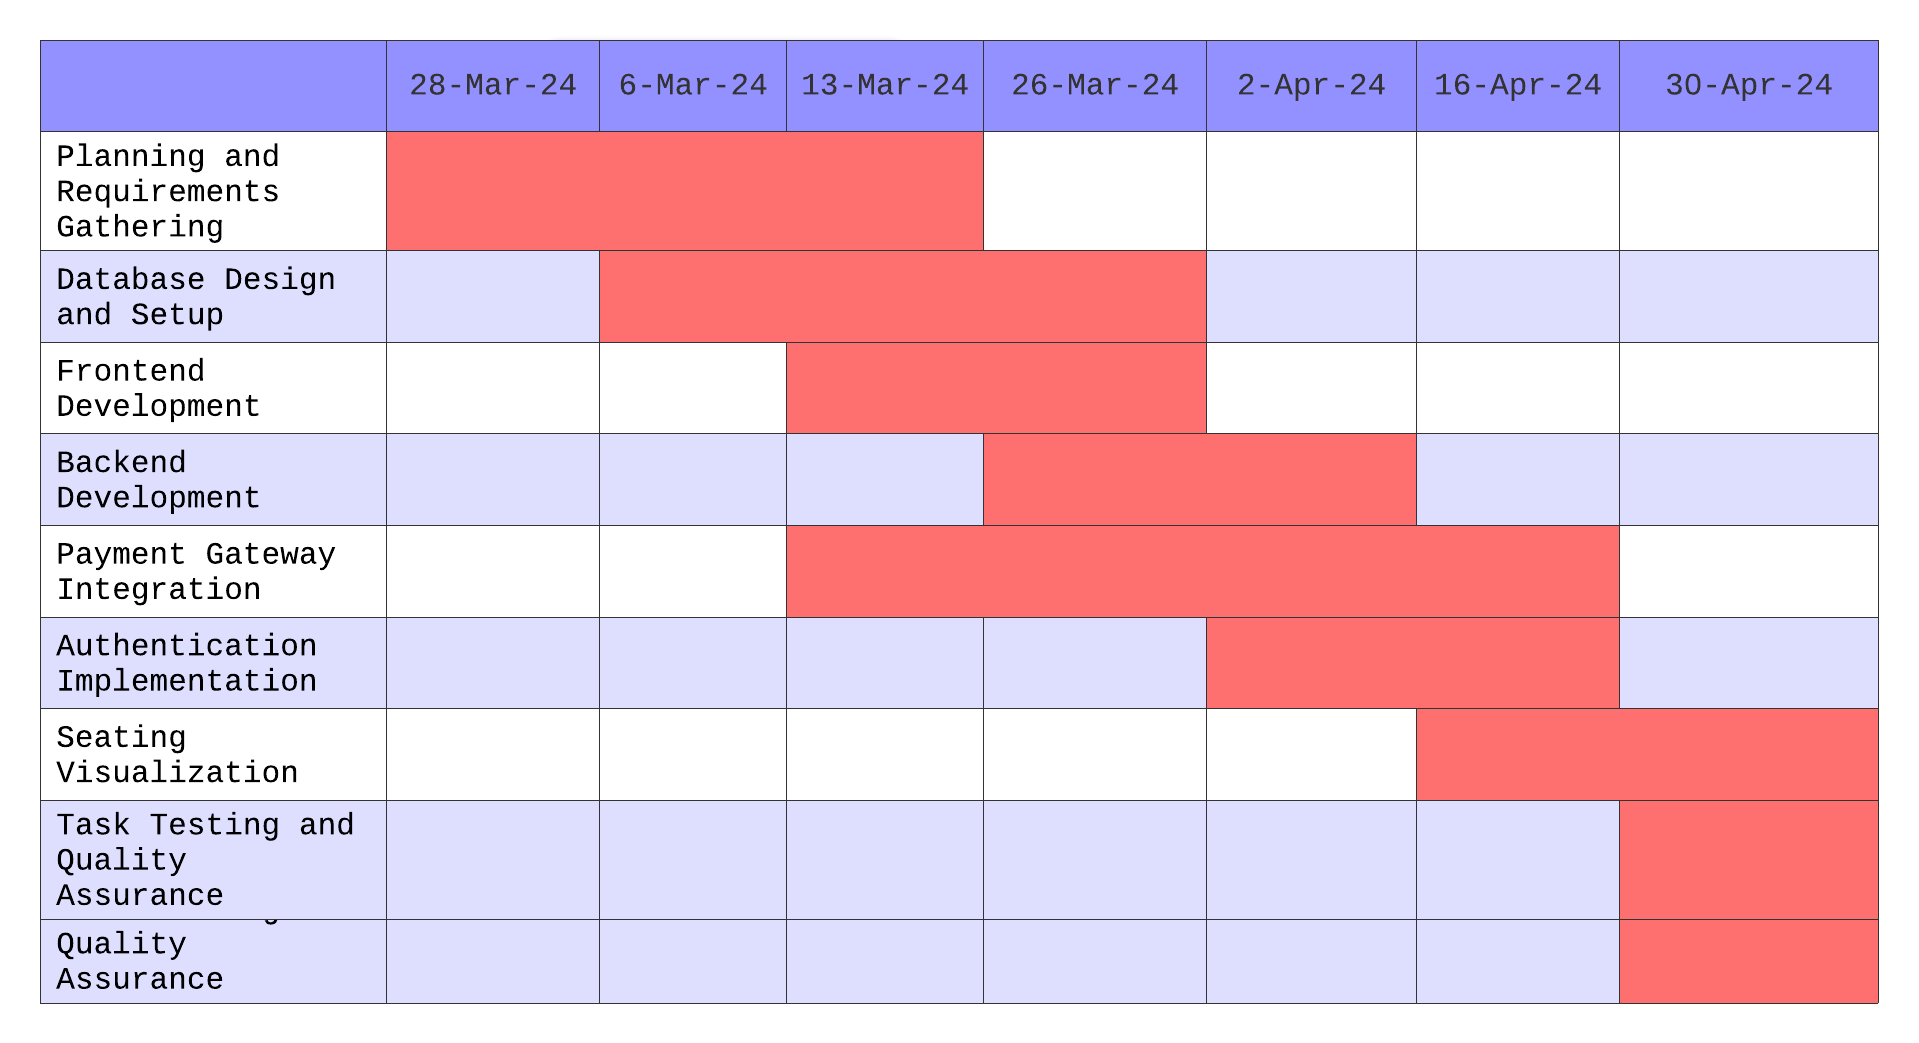 28-Mar-24 6-Mar-24 13-Mar-24 26-Mar-24 2-Apr-24 16-Apr-24 30-Apr-24
Planning and
Requirements
Gathering
Database Design
and Setup
Frontend
Development
Backend
Development
Payment Gateway
Integration
Authentication
Implementation
Seating
Visualization
Task Testing and
Quality
Assurance
Quality
Assurance